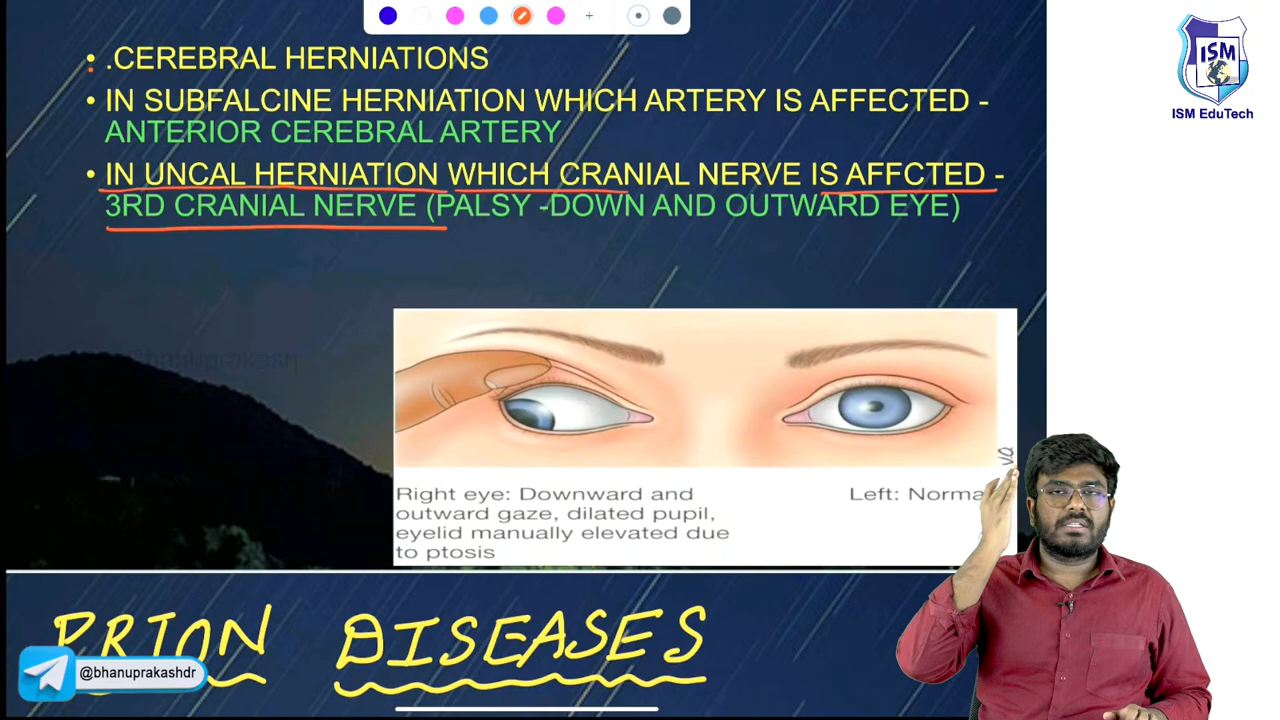 • .CEREBRAL HERNIATIONS
• IN SUBFALCINE HERNIATION WHICH ARTERY IS AFFECTED -
ANTERIOR CEREBRAL ARTERY
• IN UNCAL HERNIATION WHICH CRANIAL NERVE IS AFFCTED -
3RD CRANIAL NERVE (PALSY -DOWN AND OUTWARD EYE)
ISM
ISM EduTech
Bhanuprakash
Right eye: Downward and
outward gaze, dilated pupil,
eyelid manually elevated due
to ptosis
Left: Norma
PRION DISEASES
@bhanuprakashdr